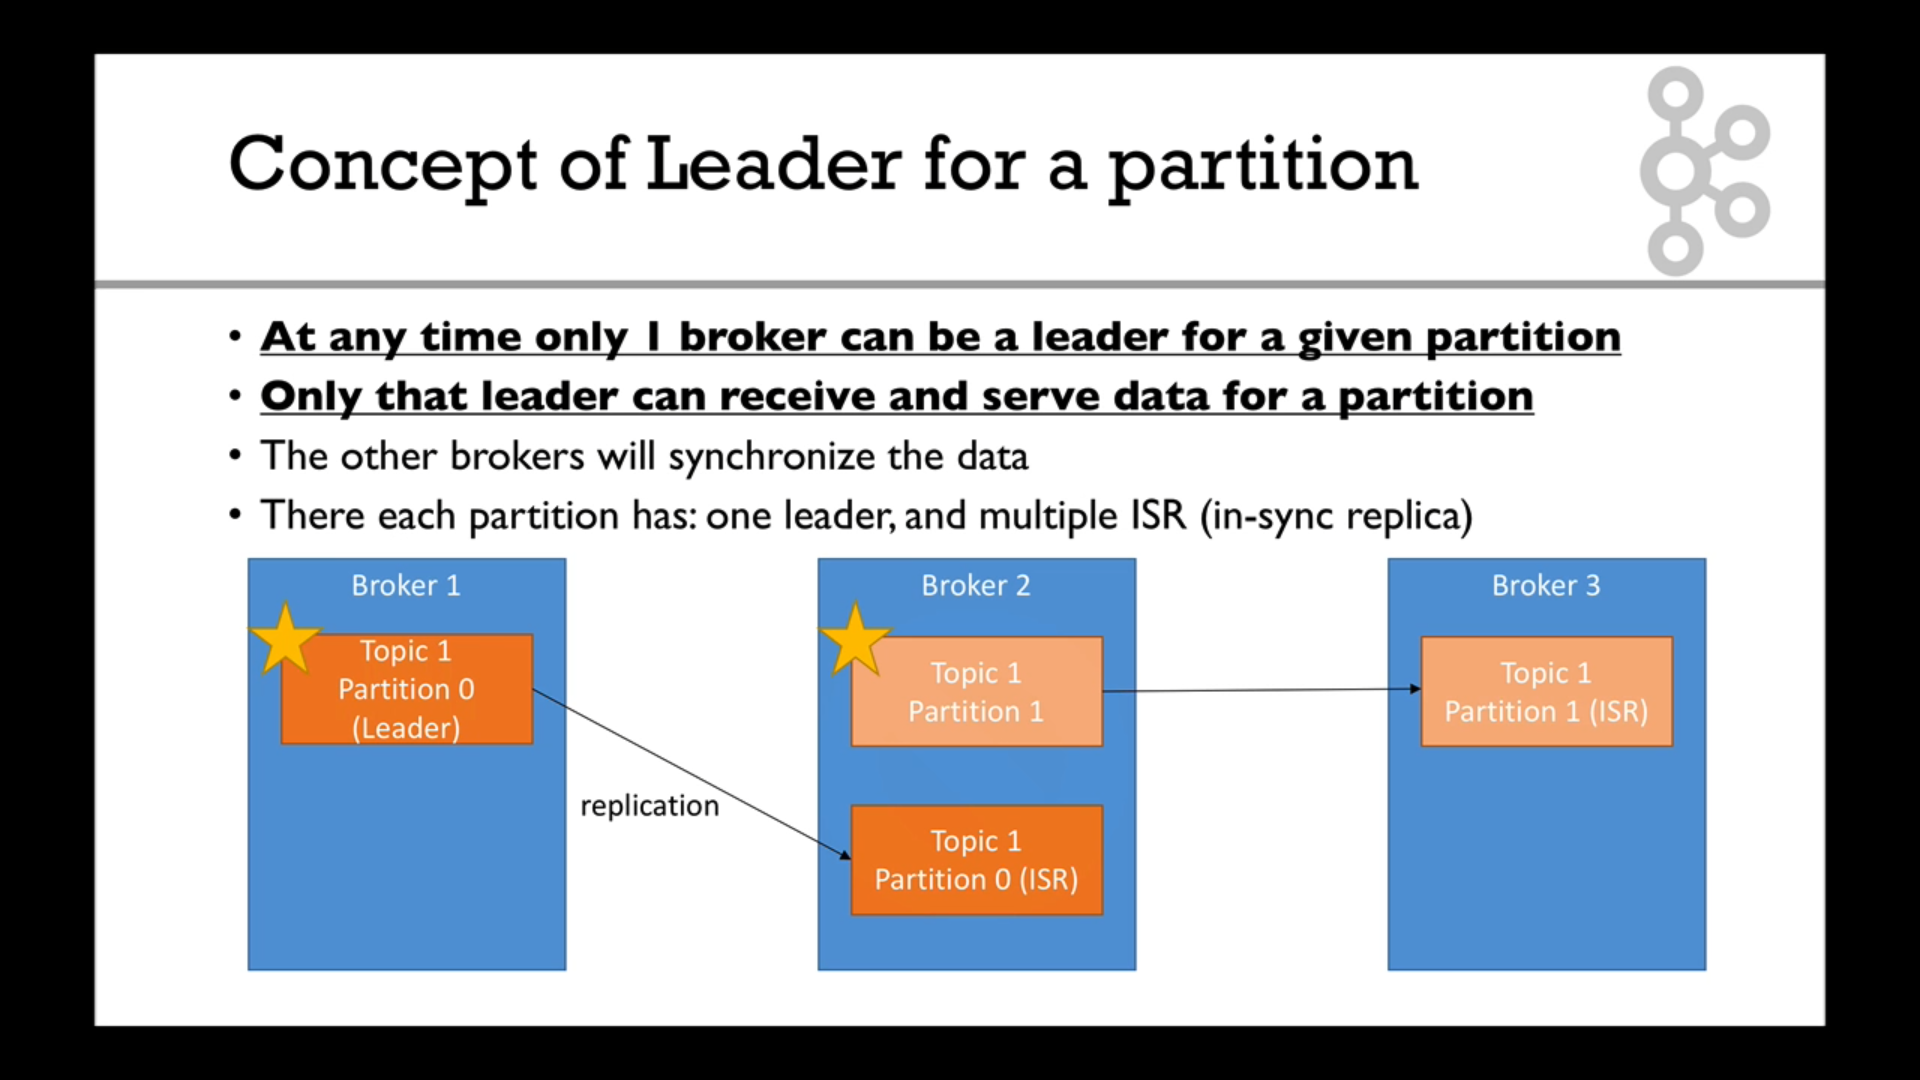 Concept of Leader for a partition
• At any time only 1 broker can be a leader for a given partition
• Only that leader can receive and serve data for a partition
• The other brokers will synchronize the data
• There each partition has: one leader, and multiple ISR (in-sync replica)
Broker 1
Topic 1
Partition 0
(Leader)
replication
Broker 2
Topic 1
Partition 1
Topic 1
Partition 0 (ISR)
Broker 3
Topic 1
Partition 1 (ISR)